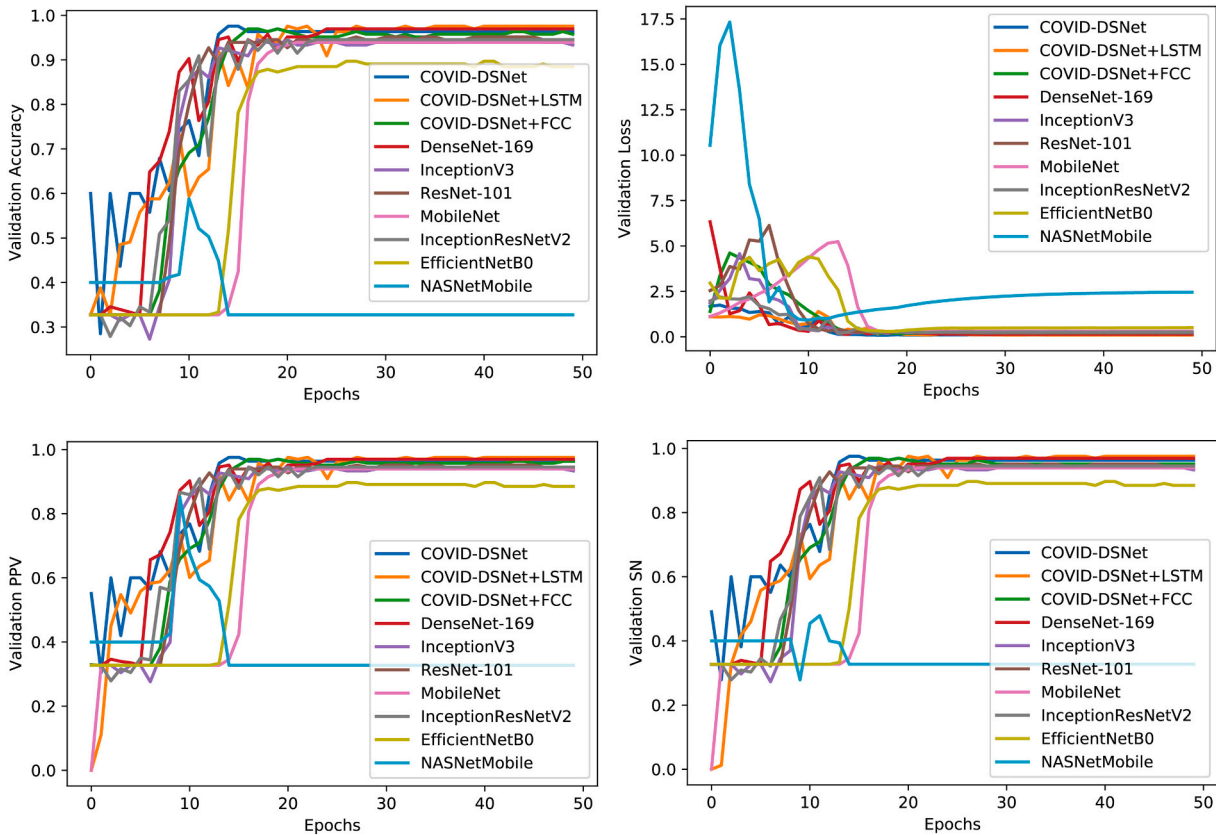 1.0
0.9
0.8
0.7
0.6
0.5
0.4
0.3
Validation Accuracy
COVID-DSNet
COVID-DSNet+LSTM
COVID-DSNet+FCC
DenseNet-169
InceptionV3
ResNet-101
MobileNet
InceptionResNetV2
EfficientNetB0
NASNetMobile
0 10 20 30 40 50
Epochs
17.5
15.0
12.5
10.0
7.5
5.0
2.5
0.0
Validation Loss
COVID-DSNet
COVID-DSNet+LSTM
COVID-DSNet+FCC
DenseNet-169
InceptionV3
ResNet-101
MobileNet
InceptionResNetV2
EfficientNetB0
NASNetMobile
0 10 20 30 40 50
Epochs
1.0
0.8
0.6
0.4
0.2
0.0
Validation PPV
COVID-DSNet
COVID-DSNet+LSTM
COVID-DSNet+FCC
DenseNet-169
InceptionV3
ResNet-101
MobileNet
InceptionResNetV2
EfficientNetB0
NASNetMobile
0 10 20 30 40 50
Epochs
1.0
0.8
0.6
0.4
0.2
0.0
Validation SN
COVID-DSNet
COVID-DSNet+LSTM
COVID-DSNet+FCC
DenseNet-169
InceptionV3
ResNet-101
MobileNet
InceptionResNetV2
EfficientNetB0
NASNetMobile
0 10 20 30 40 50
Epochs